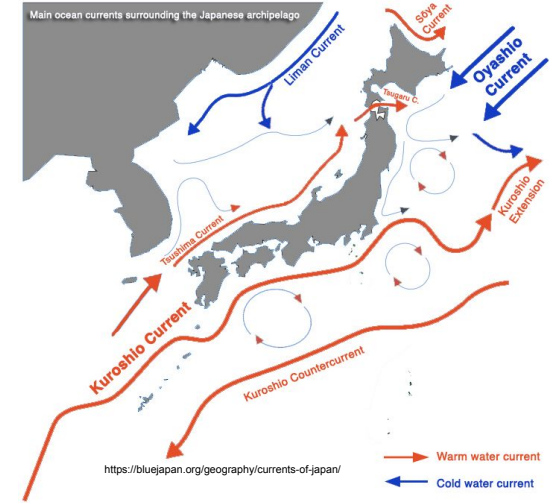 Main ocean currents surrounding the Japanese archipelago
Sōya
Current
Liman Current
Oyashio
Current
Tsugaru C.
Kuroshio
Extension
Tsushima Current
Kuroshio Current
Kuroshio Countercurrent
Warm water current
https://bluejapan.org/geography/currents-of-japan/
Cold water current